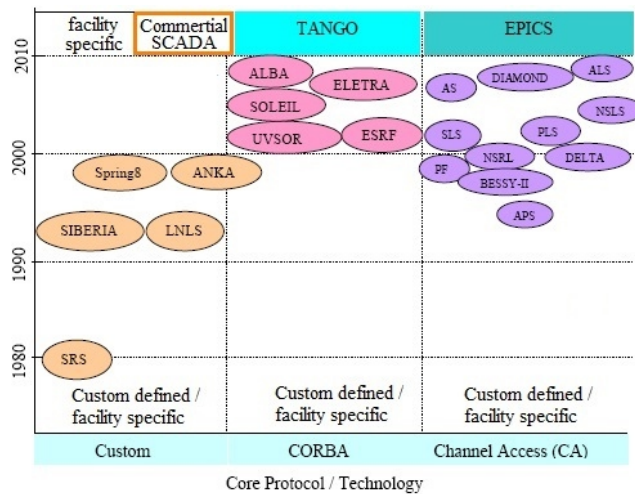 facility
specific
Commertial
SCADA
TANGO
EPICS
2010
ALBA
ELETRA
SOLEIL
UVSOR
ESRF
AS
DIAMOND
ALS
NSLS
SLS
PLS
2000
PF
NSRL
DELTA
BESSY-II
APS
Spring8
ANKA
SIBERIA
LNLS
1990
1980
SRS
Custom defined /
facility specific
Custom defined /
facility specific
Custom defined /
facility specific
Custom
CORBA
Channel Access (CA)
Core Protocol / Technology